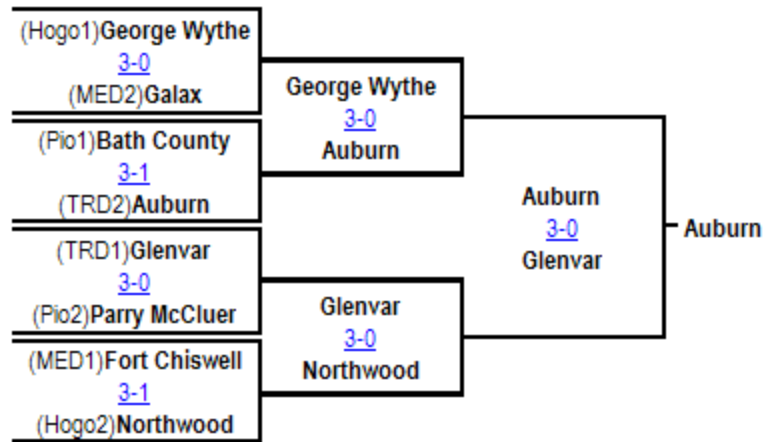 (Hogo1)George Wythe
3-0
(MED2)Galax
(Pio1)Bath County
3-1
(TRD2)Auburn
(TRD1)Glenvar
3-0
(Pio2)Parry McCluer
(MED1)Fort Chiswell
3-1
(Hogo2)Northwood
George Wythe
3-0
Auburn
Glenvar
3-0
Northwood
Auburn
3-0
Glenvar
Auburn